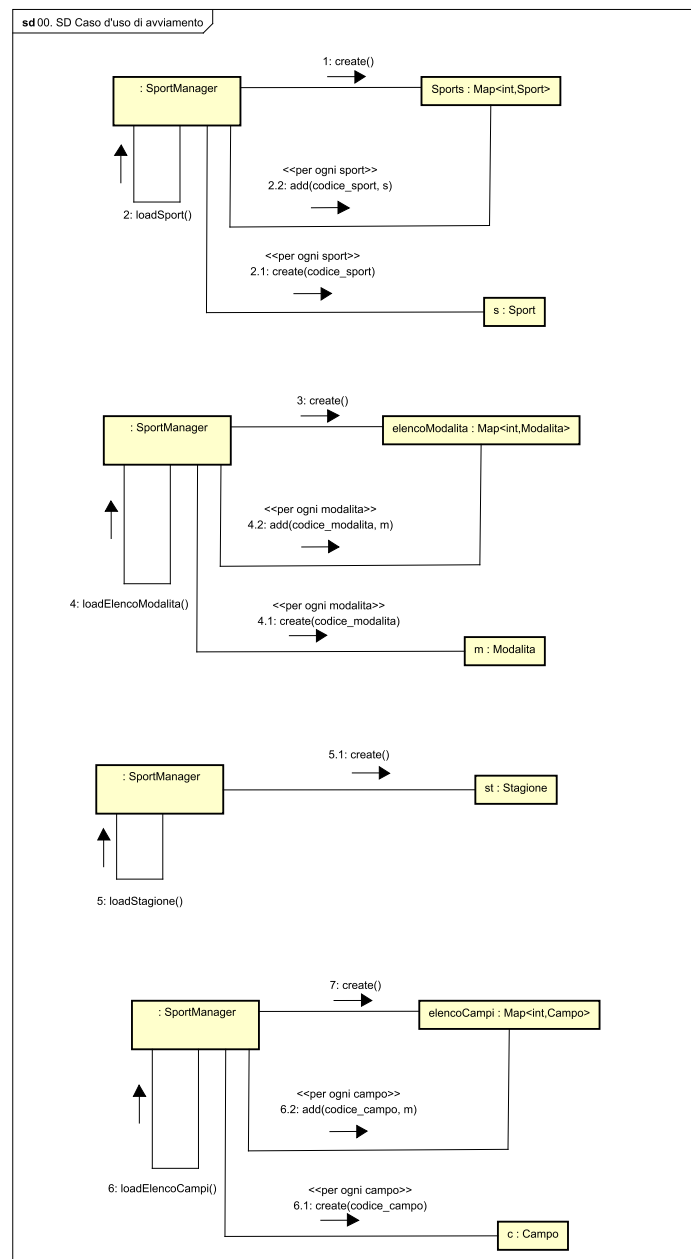 sd 00. SD Caso d'uso di avviamento
1: create()
: SportManager
Sports : Map<int,Sport>
<<per ogni sport>>
2.2: add(codice_sport, s)
2: loadSport()
<<per ogni sport>>
2.1: create(codice_sport)
s : Sport
3: create()
: SportManager
elencoModalita : Map<int,Modalita>
<<per ogni modalita>>
4.2: add(codice_modalita, m)
4: loadElencoModalita()
<<per ogni modalita>>
4.1: create(codice_modalita)
m : Modalita
5.1: create()
: SportManager
st : Stagione
5: loadStagione()
7: create()
: SportManager
elencoCampi : Map<int,Campo>
<<per ogni campo>>
6.2: add(codice_campo, m)
6: loadElencoCampi()
<<per ogni campo>>
6.1: create(codice_campo)
c : Campo